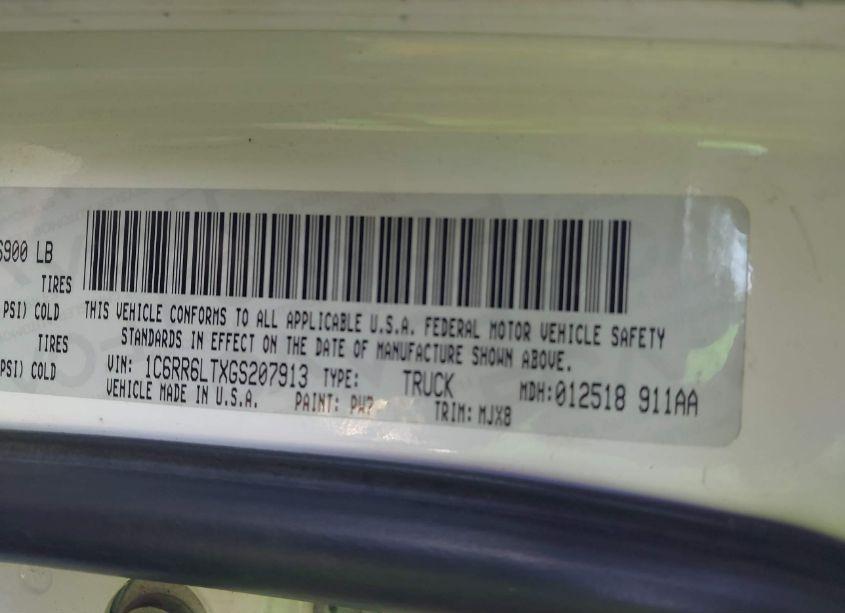 6900 LB
TIRES
PSI) COLD
TIRES
PSI) COLD
THIS VEHICLE CONFORMS TO ALL APPLICABLE U.S.A. FEDERAL MOTOR VEHICLE SAFETY
STANDARDS IN EFFECT ON THE DATE OF MANUFACTURE SHOWN ABOVE.
VIN: 1C6RR6LTXGS207913 TYPE: TRUCK MDH:012518 911AA
VEHICLE MADE IN U.S.A. PAINT: PW7 TRIM: MJX8